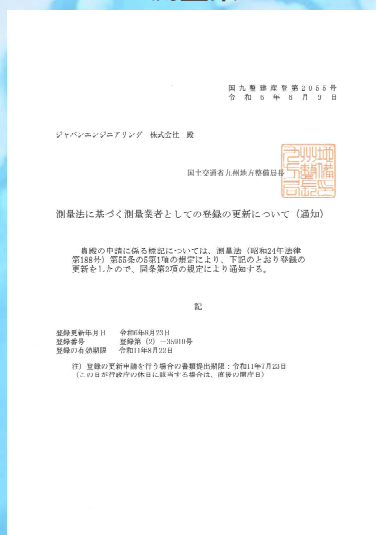 国九整建産登第2055号
令和6年8月9日
ジャパンエンジニアリング 株式会社 殿
国土交通省九州地方整備局長
測量法に基づく測量業者としての登録の更新について（通知）
貴殿の申請に係る標記については、測量法（昭和24年法律
第188号）第55条の5第1項の規定により、下記のとおり登録の
更新をしたので、同条第2項の規定により通知する。
記
登録更新年月日 令和6年8月23日
登録番号 登録第（2）－35910号
登録の有効期限 令和11年8月22日
注）登録の更新申請を行う場合の書類提出期限：令和11年7月23日
（この日が行政庁の休日に該当する場合は、直後の開庁日）